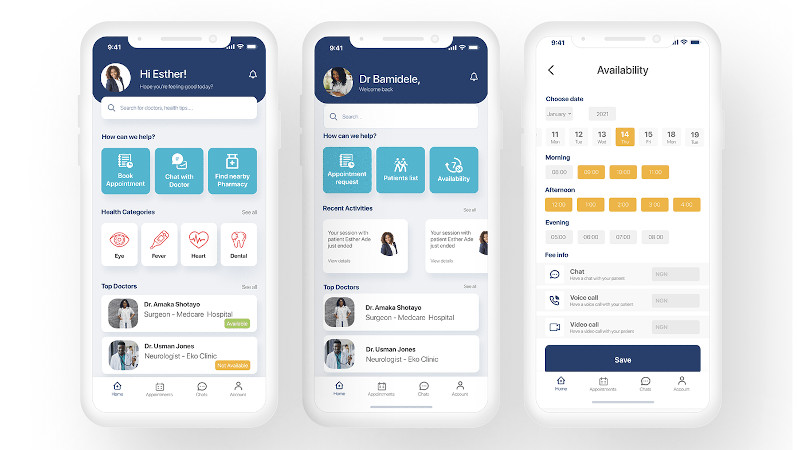 9:41
Hi Esther!
Hope you're feeling good today?
Search for doctors, health tips.....
How can we help?
Book Appointment
Chat with Doctor
Find nearby Pharmacy
Health Categories
See all
Eye
Fever
Heart
Dental
Top Doctors
See all
Dr. Amaka Shotayo
Surgeon - Medcare Hospital
Available
Dr. Usman Jones
Neurologist - Eko Clinic
Not Available
Home
Appointments
Chats
Account
9:41
Dr Bamidele,
Welcome back
Search...
How can we help?
Appointment request
Patients list
Availability
Recent Activities
See all
Your session with
patient Esther Ade
just ended
View details
Your session with
patient Esther Ade
just ended
View details
Top Doctors
See all
Dr. Amaka Shotayo
Surgeon - Medcare Hospital
Dr. Usman Jones
Neurologist - Eko Clinic
Home
Appointments
Chats
Account
9:41
Availability
Choose date
January
2021
11 12 13 14 15 18 19
Mon Tue Wed Thu Fri Mon Tue
Morning
09:00 10:00 11:00
Afternoon
12:00 1:00 2:00 3:00 4:00
Evening
05:00 06:00 07:00 08:00
Fee info
Chat
Have a chat with your patient
NGN
Voice call
Have a voice call with your patient
NGN
Video call
Have a video call with your patient
NGN
Save
Home
Appointments
Chats
Account